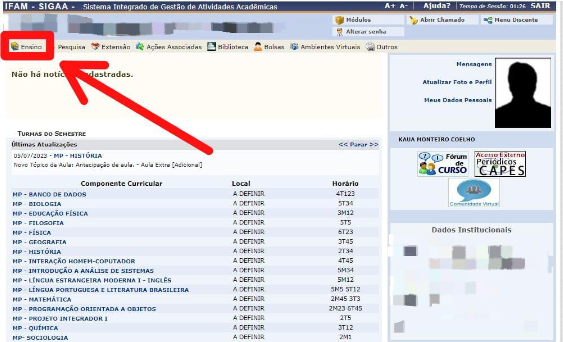 IFAM - SIGAA - Sistema Integrado de Gestão de Atividades Acadêmicas A+ A- Ajuda? Tempo de Sessão: 01:26 SAIR
Módulos Abrir Chamado Menu Discente
Alterar senha
Ensino Pesquisa Extensão Ações Associadas Biblioteca Bolsas Ambientes Virtuais Outros
Não há notícias cadastradas.
Mensagens
Atualizar Foto e Perfil
Meus Dados Pessoais
TURMAS DO SEMESTRE
Últimas Atualizações << Parar >>
05/07/2023 - MP - HISTÓRIA
Novo Tópico de Aula: Antecipação de aula. - Aula Extra [Adicional]
KAUA MONTEIRO COELHO
Fórum de CURSO
Acesso Externo
Periódicos
CAPES
Comunidade Virtual
Dados Institucionais
Componente Curricular Local Horário
MP - BANCO DE DADOS A DEFINIR 4T123
MP - BIOLOGIA A DEFINIR 5T34
MP - EDUCAÇÃO FÍSICA A DEFINIR 3M12
MP - FILOSOFIA A DEFINIR 5T5
MP - FÍSICA A DEFINIR 6T23
MP - GEOGRAFIA A DEFINIR 3T45
MP - HISTÓRIA A DEFINIR 2T34
MP - INTERAÇÃO HOMEM-COPUTADOR A DEFINIR 4T45
MP - INTRODUÇÃO A ANÁLISE DE SISTEMAS A DEFINIR 5M34
MP - LÍNGUA ESTRANGEIRA MODERNA I - INGLÊS A DEFINIR 5M12
MP - LÍNGUA PORTUGUESA E LITERATURA BRASILEIRA A DEFINIR 5M5 5T12
MP - MATEMÁTICA A DEFINIR 2M45 3T3
MP - PROGRAMAÇÃO ORIENTADA A OBJETOS A DEFINIR 2M23 6T45
MP - PROJETO INTEGRADOR I A DEFINIR 2T5
MP - QUÍMICA A DEFINIR 3T12
MP- SOCIOLOGIA A DEFINIR 2M1